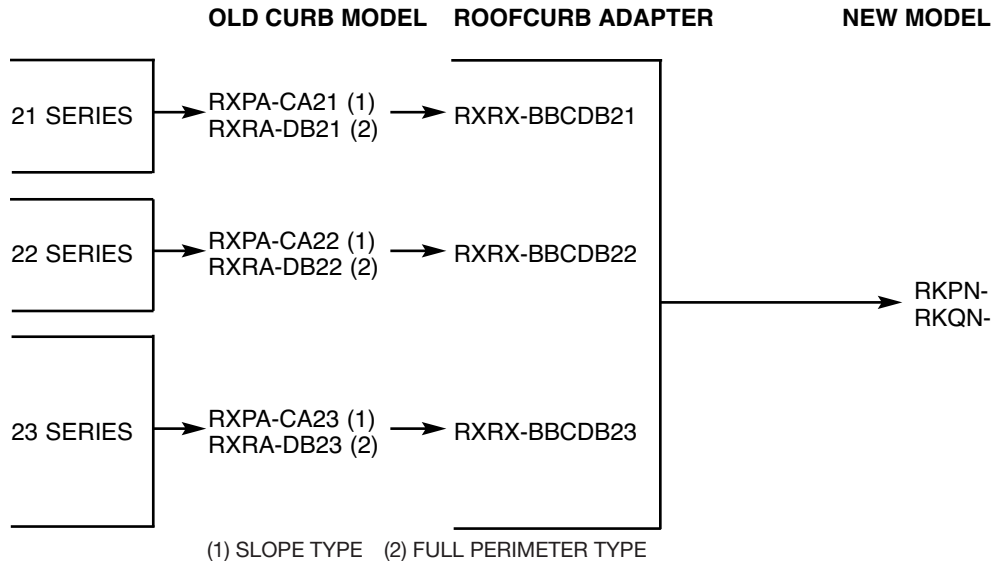 OLD CURB MODEL ROOFCURB ADAPTER NEW MODEL
21 SERIES RXPA-CA21 (1) RXRX-BBCDB21
RXRA-DB21 (2)
22 SERIES RXPA-CA22 (1) RXRX-BBCDB22
RXRA-DB22 (2)
RKPN-
RKQN-
23 SERIES RXPA-CA23 (1) RXRX-BBCDB23
RXRA-DB23 (2)
(1) SLOPE TYPE (2) FULL PERIMETER TYPE